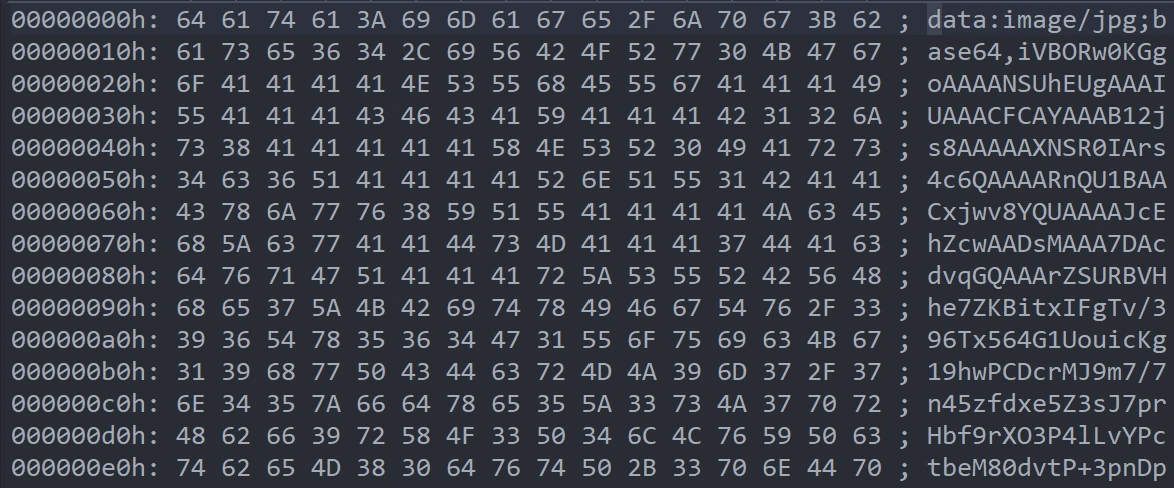 00000000h: 64 61 74 61 3A 69 6D 61 67 65 2F 6A 70 67 3B 62 ; data:image/jpg;b
00000010h: 61 73 65 36 34 2C 69 56 42 4F 52 77 30 4B 47 67 ; ase64,iVBORw0KGg
00000020h: 6F 41 41 41 41 4E 53 55 68 45 55 67 41 41 41 49 ; oAAAANSUhEUgAAAI
00000030h: 55 41 41 41 43 46 43 41 59 41 41 41 42 31 32 6A ; UAAACFCAYAAAB12j
00000040h: 73 38 41 41 41 41 41 58 4E 53 52 30 49 41 72 73 ; s8AAAAAXNSR0IArs
00000050h: 34 63 36 51 41 41 41 41 52 6E 51 55 31 42 41 41 ; 4c6QAAAARnQU1BAA
00000060h: 43 78 6A 77 76 38 59 51 55 41 41 41 41 4A 63 45 ; Cxjwv8YQUAAAAJcE
00000070h: 68 5A 63 77 41 41 44 73 4D 41 41 41 37 44 41 63 ; hZcwAADsMAAA7DAc
00000080h: 64 76 71 47 51 41 41 41 72 5A 53 55 52 42 56 48 ; dvqGQAAArZSURBVH
00000090h: 68 65 37 5A 4B 42 69 74 78 49 46 67 54 76 2F 33 ; he7ZKBitxIFgTv/3
000000a0h: 39 36 54 78 35 36 34 47 31 55 6F 75 69 63 4B 67 ; 96Tx564G1UouicKg
000000b0h: 31 39 68 77 50 43 44 63 72 4D 4A 39 6D 37 2F 37 ; 19hwPCDcrMJ9m7/7
000000c0h: 6E 34 35 7A 66 64 78 65 35 5A 33 73 4A 37 70 72 ; n45zfdxe5Z3sJ7pr
000000d0h: 48 62 66 39 72 58 4F 33 50 34 6C 4C 76 59 50 63 ; Hbf9rXO3P4lLvYPc
000000e0h: 74 62 65 4D 38 30 64 76 74 50 2B 33 70 6E 44 70 ; tbeM80dvtP+3pnDp